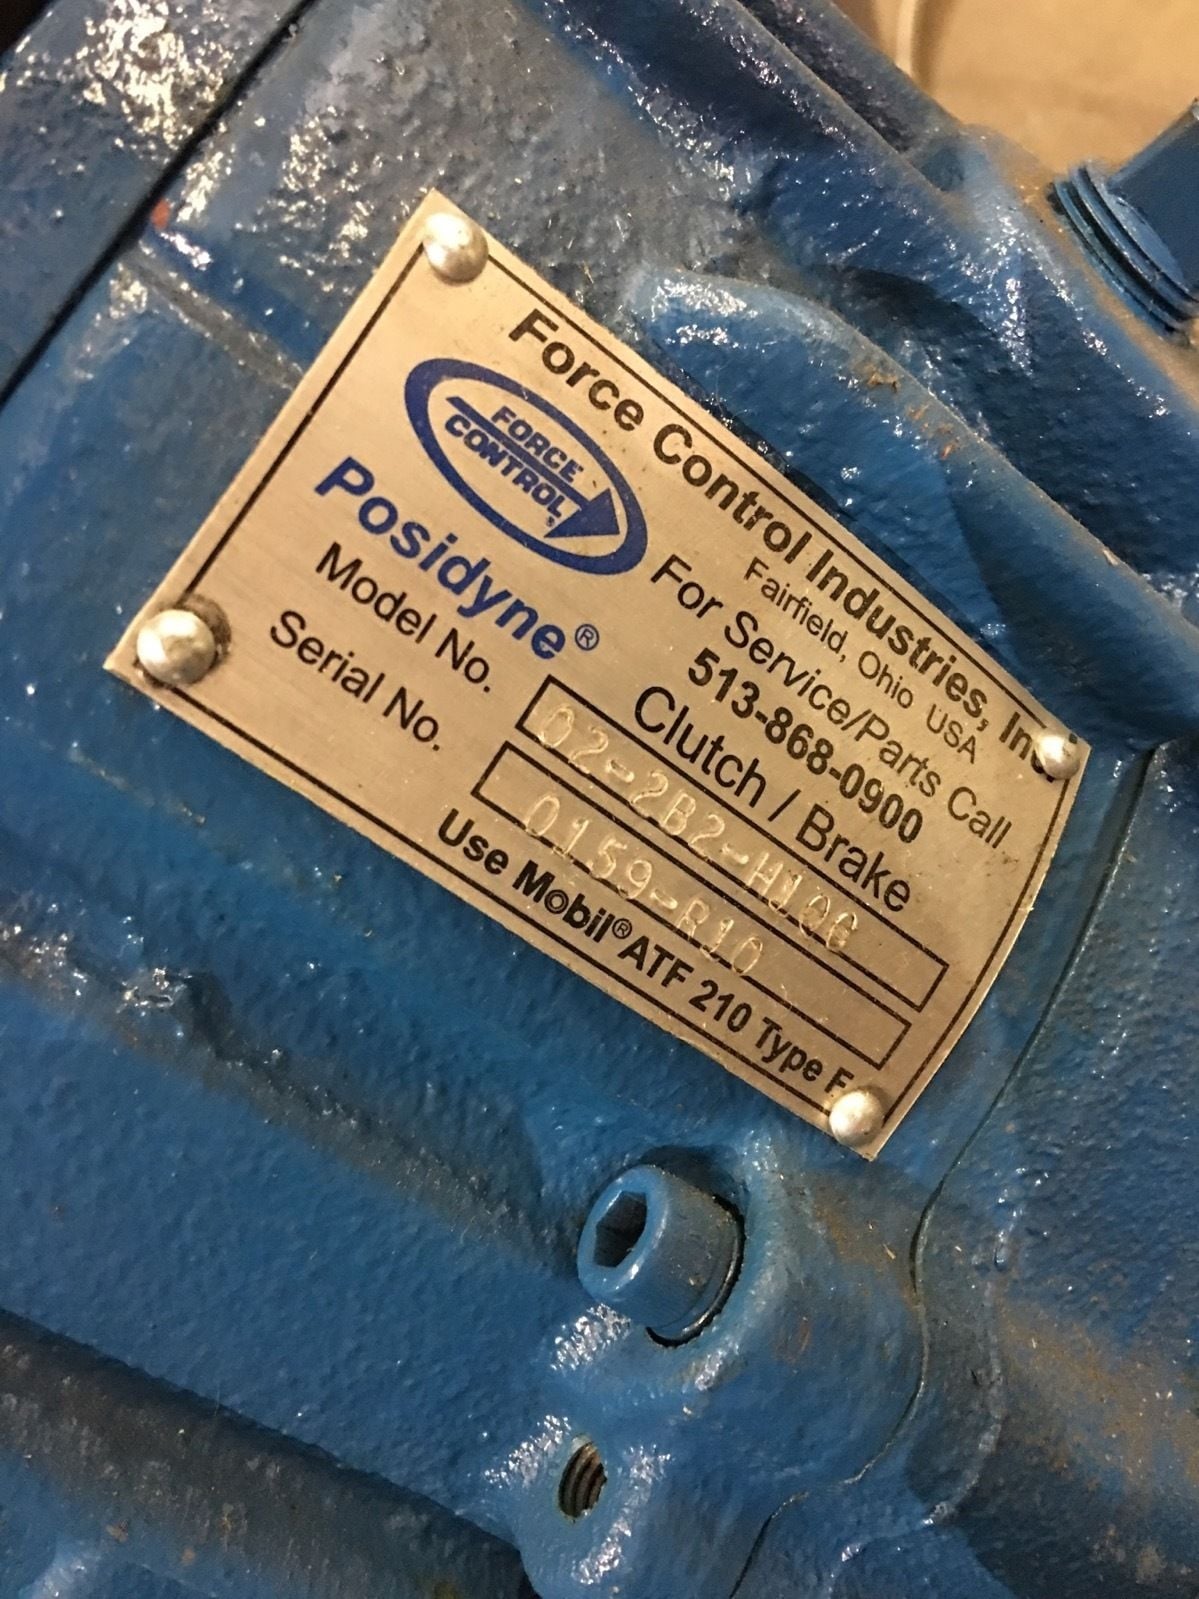 Force Control Industries, Inc.
FORCE
CONTROL
Fairfield, Ohio USA
For Service/Parts Call
513-868-0900
Posidyne®
Clutch / Brake
Model No. 02-2B2-H100
Serial No. 0159-R10
Use Mobil® ATF 210 Type F